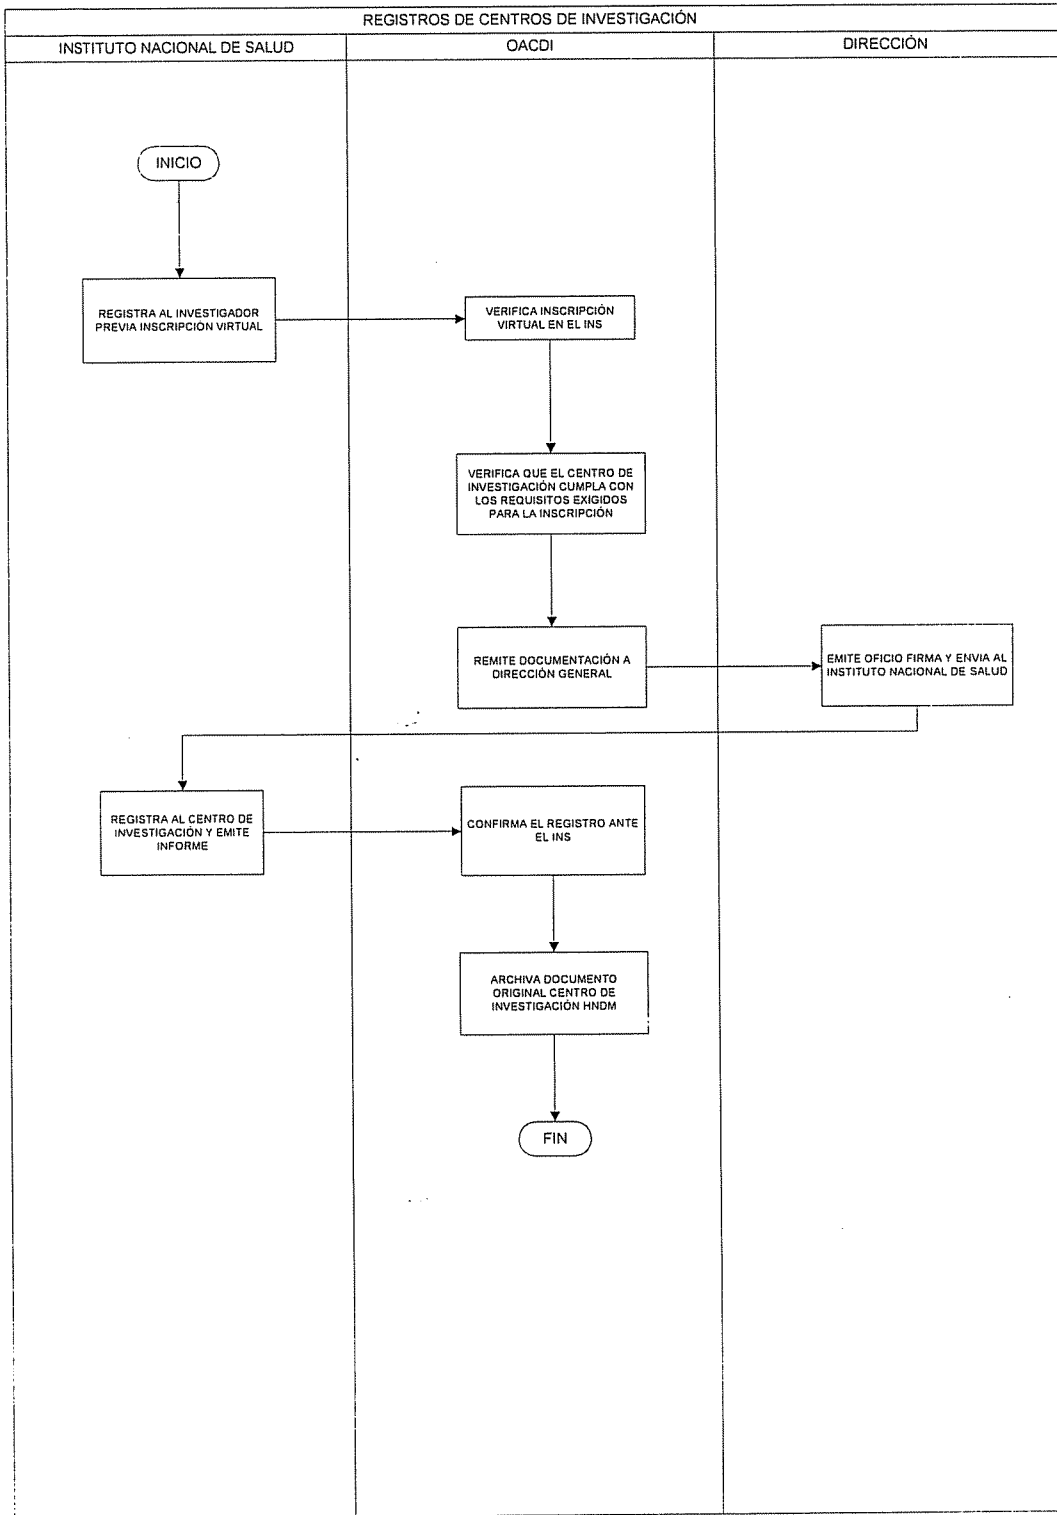 REGISTROS DE CENTROS DE INVESTIGACIÓN
INSTITUTO NACIONAL DE SALUD
OACDI
DIRECCIÓN
INICIO
REGISTRA AL INVESTIGADOR
PREVIA INSCRIPCIÓN VIRTUAL
VERIFICA INSCRIPCIÓN
VIRTUAL EN EL INS
VERIFICA QUE EL CENTRO DE
INVESTIGACIÓN CUMPLA CON
LOS REQUISITOS EXIGIDOS
PARA LA INSCRIPCIÓN
REMITE DOCUMENTACIÓN A
DIRECCIÓN GENERAL
EMITE OFICIO FIRMA Y ENVIA AL
INSTITUTO NACIONAL DE SALUD
REGISTRA AL CENTRO DE
INVESTIGACIÓN Y EMITE
INFORME
CONFIRMA EL REGISTRO ANTE
EL INS
ARCHIVA DOCUMENTO
ORIGINAL CENTRO DE
INVESTIGACIÓN HNDM
FIN